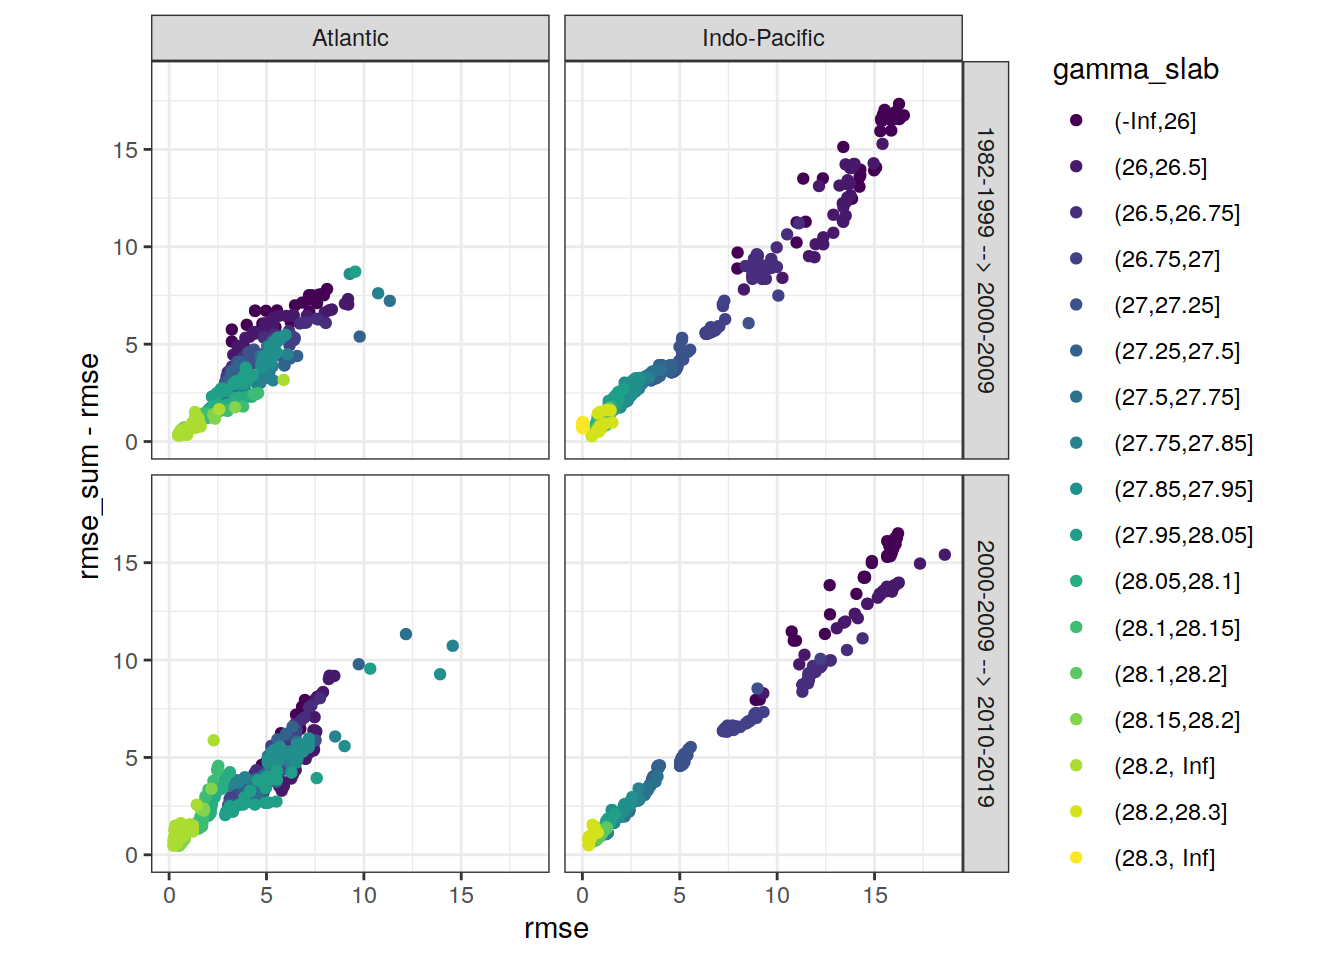 Atlantic
Indo-Pacific
1982-1999 --> 2000-2009
2000-2009 --> 2010-2019
rmse_sum - rmse
15
10
5
0
15
10
5
0
0 5 10 15
0 5 10 15
rmse
gamma_slab
(-Inf,26]
(26,26.5]
(26.5,26.75]
(26.75,27]
(27,27.25]
(27.25,27.5]
(27.5,27.75]
(27.75,27.85]
(27.85,27.95]
(27.95,28.05]
(28.05,28.1]
(28.1,28.15]
(28.1,28.2]
(28.15,28.2]
(28.2, Inf]
(28.2,28.3]
(28.3, Inf]